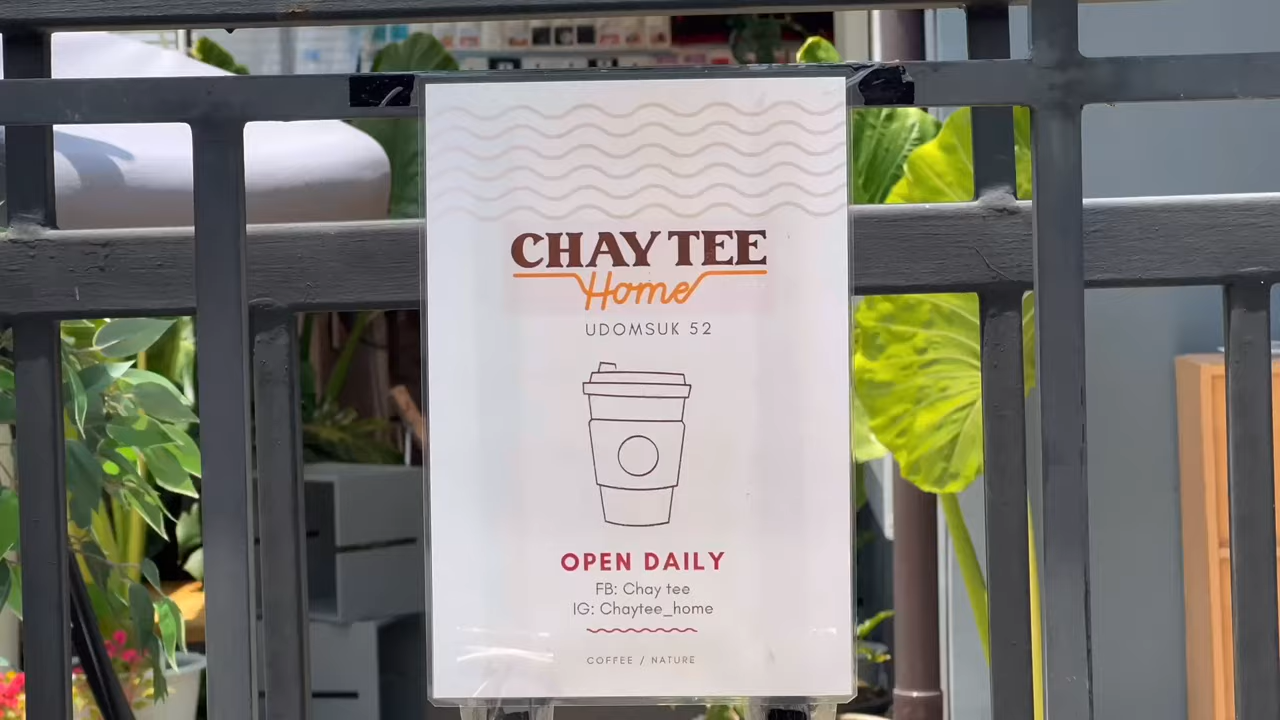 CHAY TEE
Home
UDOMSUK 52
OPEN DAILY
FB: Chay tee
IG: Chaytee_home
COFFEE / NATURE